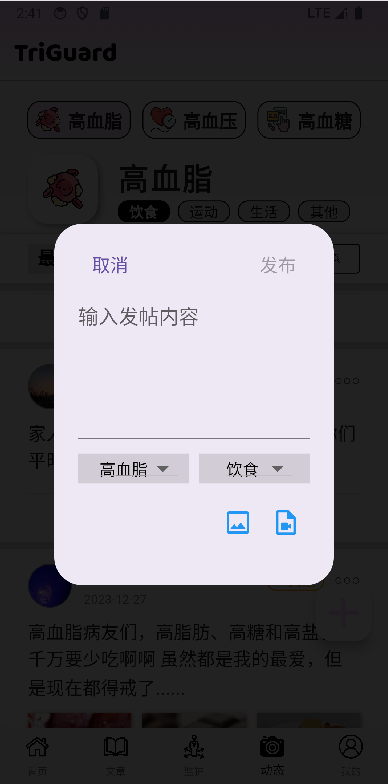 2:41 LTE
TriGuard
高血脂 高血压 高血糖
高血脂
饮食 运动 生活 其他
取消 发布
输入发帖内容
家 们
平时
高血脂 饮食
2023-12-27
高血脂病友们，高脂肪、高糖和高盐
千万要少吃啊啊 虽然都是我的最爱，但
是现在都得戒了......
首页 文章 监护 动态 我的